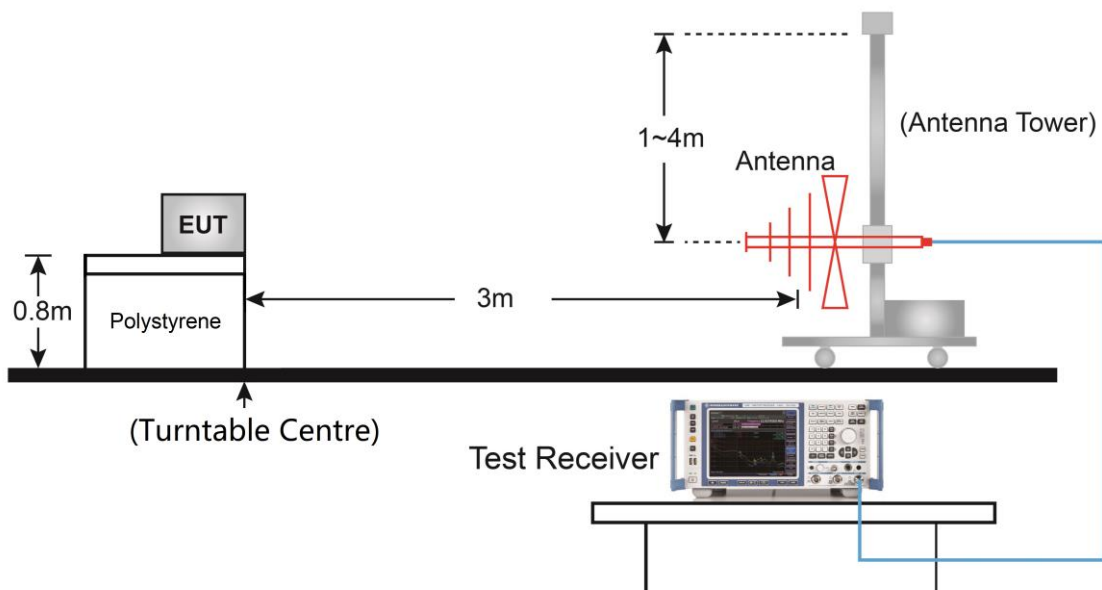 1~4m
(Antenna Tower)
Antenna
EUT
0.8m
Polystyrene
3m
(Turntable Centre)
Test Receiver